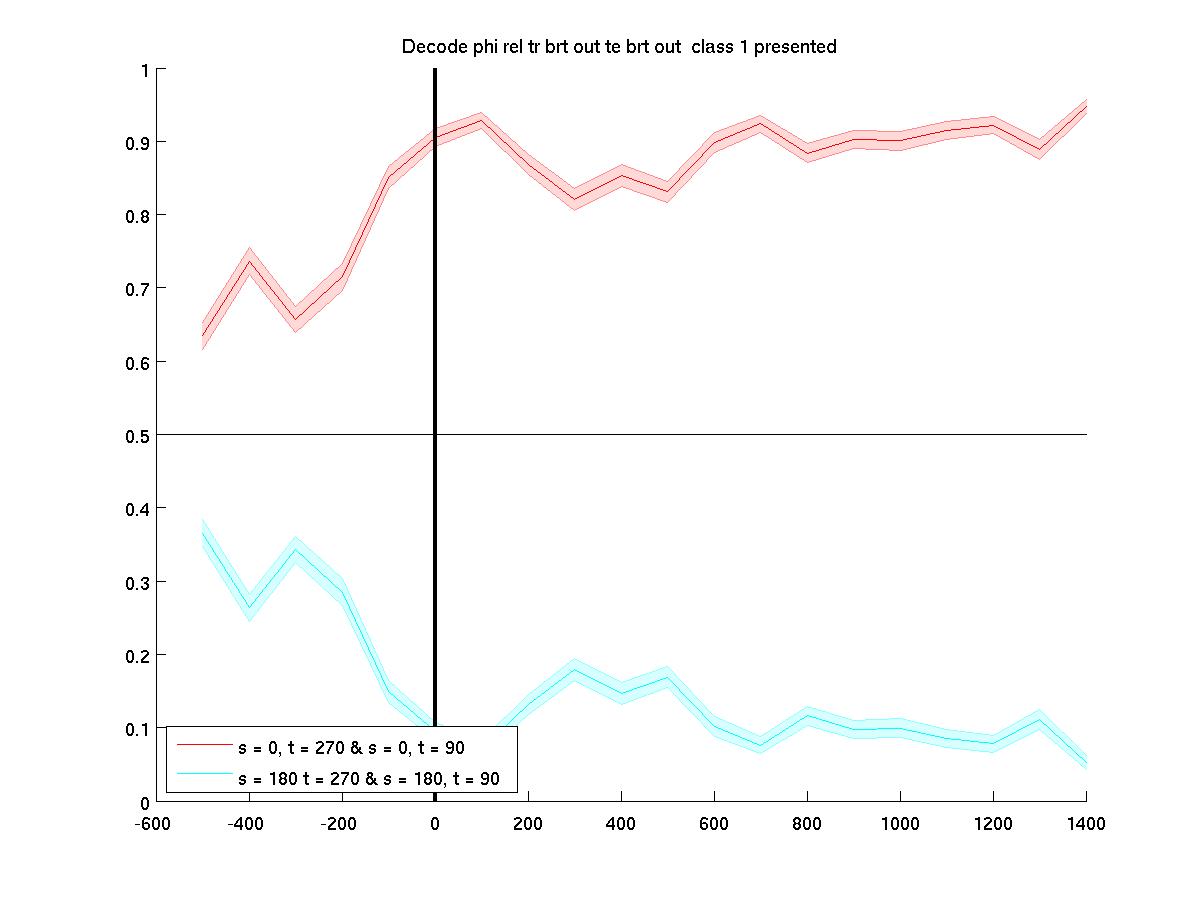 Decode phi rel tr brt out te brt out  class 1 presented
1
0.9
0.8
0.7
0.6
0.5
0.4
0.3
0.2
0.1
0
s = 0, t = 270 & s = 0, t = 90
s = 180 t = 270 & s = 180, t = 90
-600 -400 -200 0 200 400 600 800 1000 1200 1400